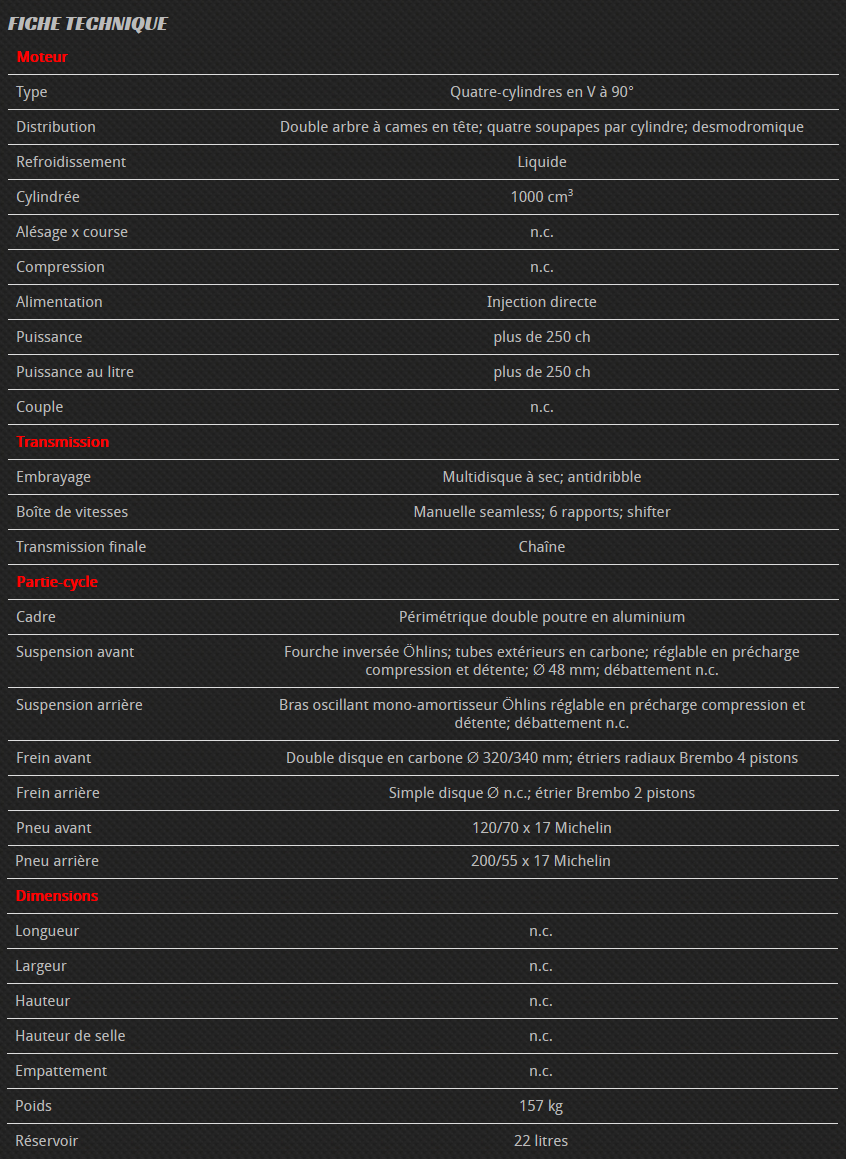 FICHE TECHNIQUE
Moteur
Type Quatre-cylindres en V à 90°
Distribution Double arbre à cames en tête; quatre soupapes par cylindre; desmodromique
Refroidissement Liquide
Cylindrée 1000 cm³
Alésage x course n.c.
Compression n.c.
Alimentation Injection directe
Puissance plus de 250 ch
Puissance au litre plus de 250 ch
Couple n.c.
Transmission
Embrayage Multidisque à sec; antidribble
Boîte de vitesses Manuelle seamless; 6 rapports; shifter
Transmission finale Chaîne
Partie-cycle
Cadre Périmétrique double poutre en aluminium
Suspension avant Fourche inversée Öhlins; tubes extérieurs en carbone; réglable en précharge
compression et détente; Ø 48 mm; débattement n.c.
Suspension arrière Bras oscillant mono-amortisseur Öhlins réglable en précharge compression et
détente; débattement n.c.
Frein avant Double disque en carbone Ø 320/340 mm; étriers radiaux Brembo 4 pistons
Frein arrière Simple disque Ø n.c.; étrier Brembo 2 pistons
Pneu avant 120/70 x 17 Michelin
Pneu arrière 200/55 x 17 Michelin
Dimensions
Longueur n.c.
Largeur n.c.
Hauteur n.c.
Hauteur de selle n.c.
Empattement n.c.
Poids 157 kg
Réservoir 22 litres